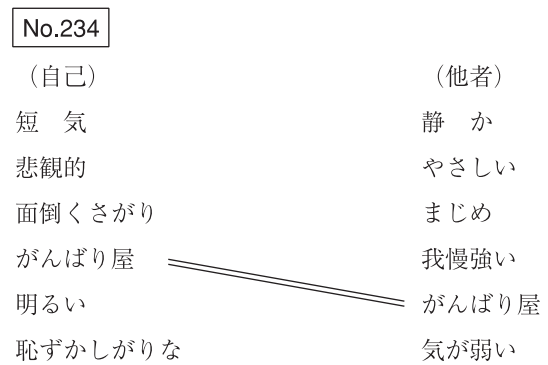 No.234
（自己） （他者）
短　気 静　か
悲観的 やさしい
面倒くさがり まじめ
がんばり屋 我慢強い
明るい がんばり屋
恥ずかしがりな 気が弱い